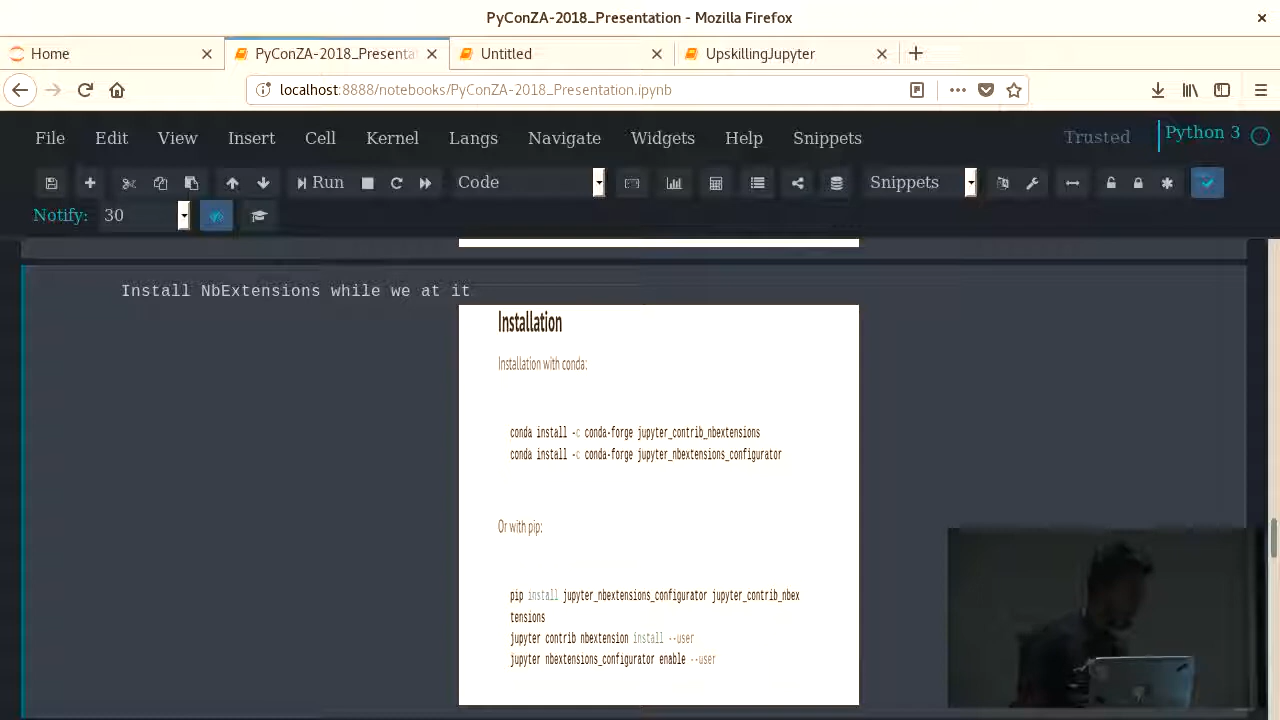 PyConZA-2018_Presentation - Mozilla Firefox
Home
PyConZA-2018_Presentat
Untitled
UpskillingJupyter
localhost:8888/notebooks/PyConZA-2018_Presentation.ipynb
File Edit View Insert Cell Kernel Langs Navigate Widgets Help Snippets Trusted Python 3
Run Code Snippets
Notify: 30
Install NbExtensions while we at it
Installation
Installation with conda:
conda install -c conda-forge jupyter_contrib_nbextensions
conda install -c conda-forge jupyter_nbextensions_configurator
Or with pip:
pip install jupyter_nbextensions_configurator jupyter_contrib_nbex
tensions
jupyter contrib nbextension install --user
jupyter nbextensions_configurator enable --user